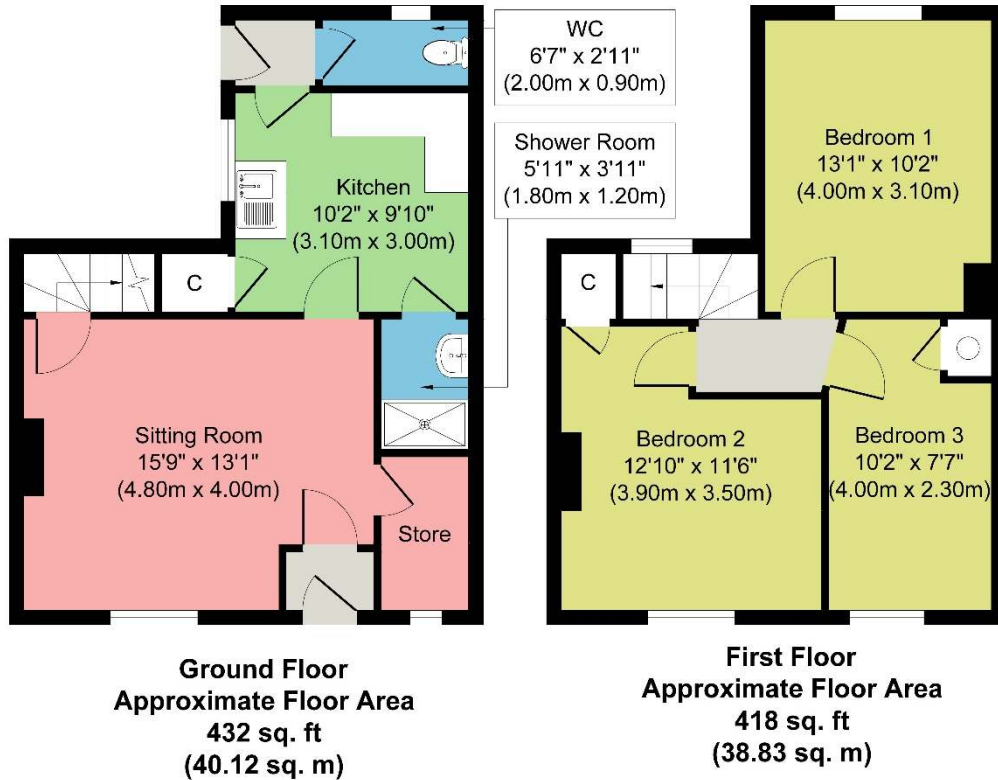 WC
6'7" x 2'11"
(2.00m x 0.90m)
Shower Room
5'11" x 3'11"
(1.80m x 1.20m)
Kitchen
10'2" x 9'10"
(3.10m x 3.00m)
C
Sitting Room
15'9" x 13'1"
(4.80m x 4.00m)
Store
Ground Floor
Approximate Floor Area
432 sq. ft
(40.12 sq. m)
Bedroom 1
13'1" x 10'2"
(4.00m x 3.10m)
C
Bedroom 2
12'10" x 11'6"
(3.90m x 3.50m)
Bedroom 3
10'2" x 7'7"
(4.00m x 2.30m)
First Floor
Approximate Floor Area
418 sq. ft
(38.83 sq. m)